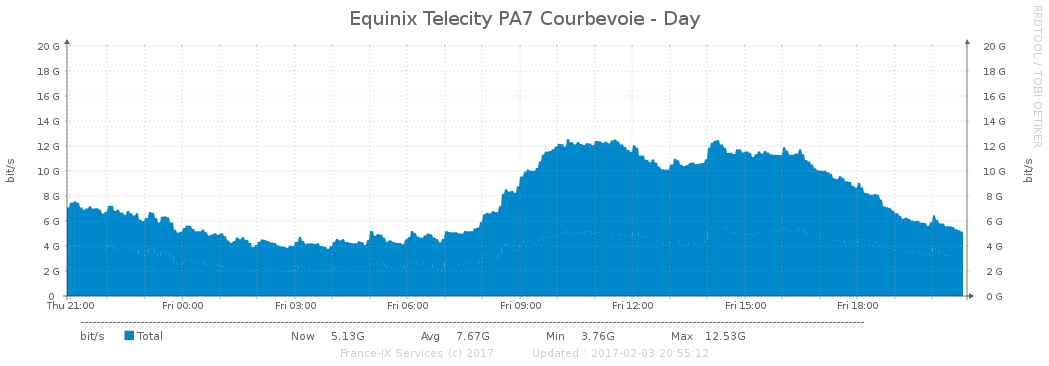 Equinix Telecity PA7 Courbevoie - Day
RRDTOOL / TOBI OETIKER
bit/s
20 G
18 G
16 G
14 G
12 G
10 G
8 G
6 G
4 G
2 G
0
20 G
18 G
16 G
14 G
12 G
10 G
8 G
6 G
4 G
2 G
0 G
bit/s
Thu 21:00 Fri 00:00 Fri 03:00 Fri 06:00 Fri 09:00 Fri 12:00 Fri 15:00 Fri 18:00
bit/s Total Now 5.13G Avg 7.67G Min 3.76G Max 12.53G
France-IX Services (c) 2017 Updated : 2017-02-03 20:55:12